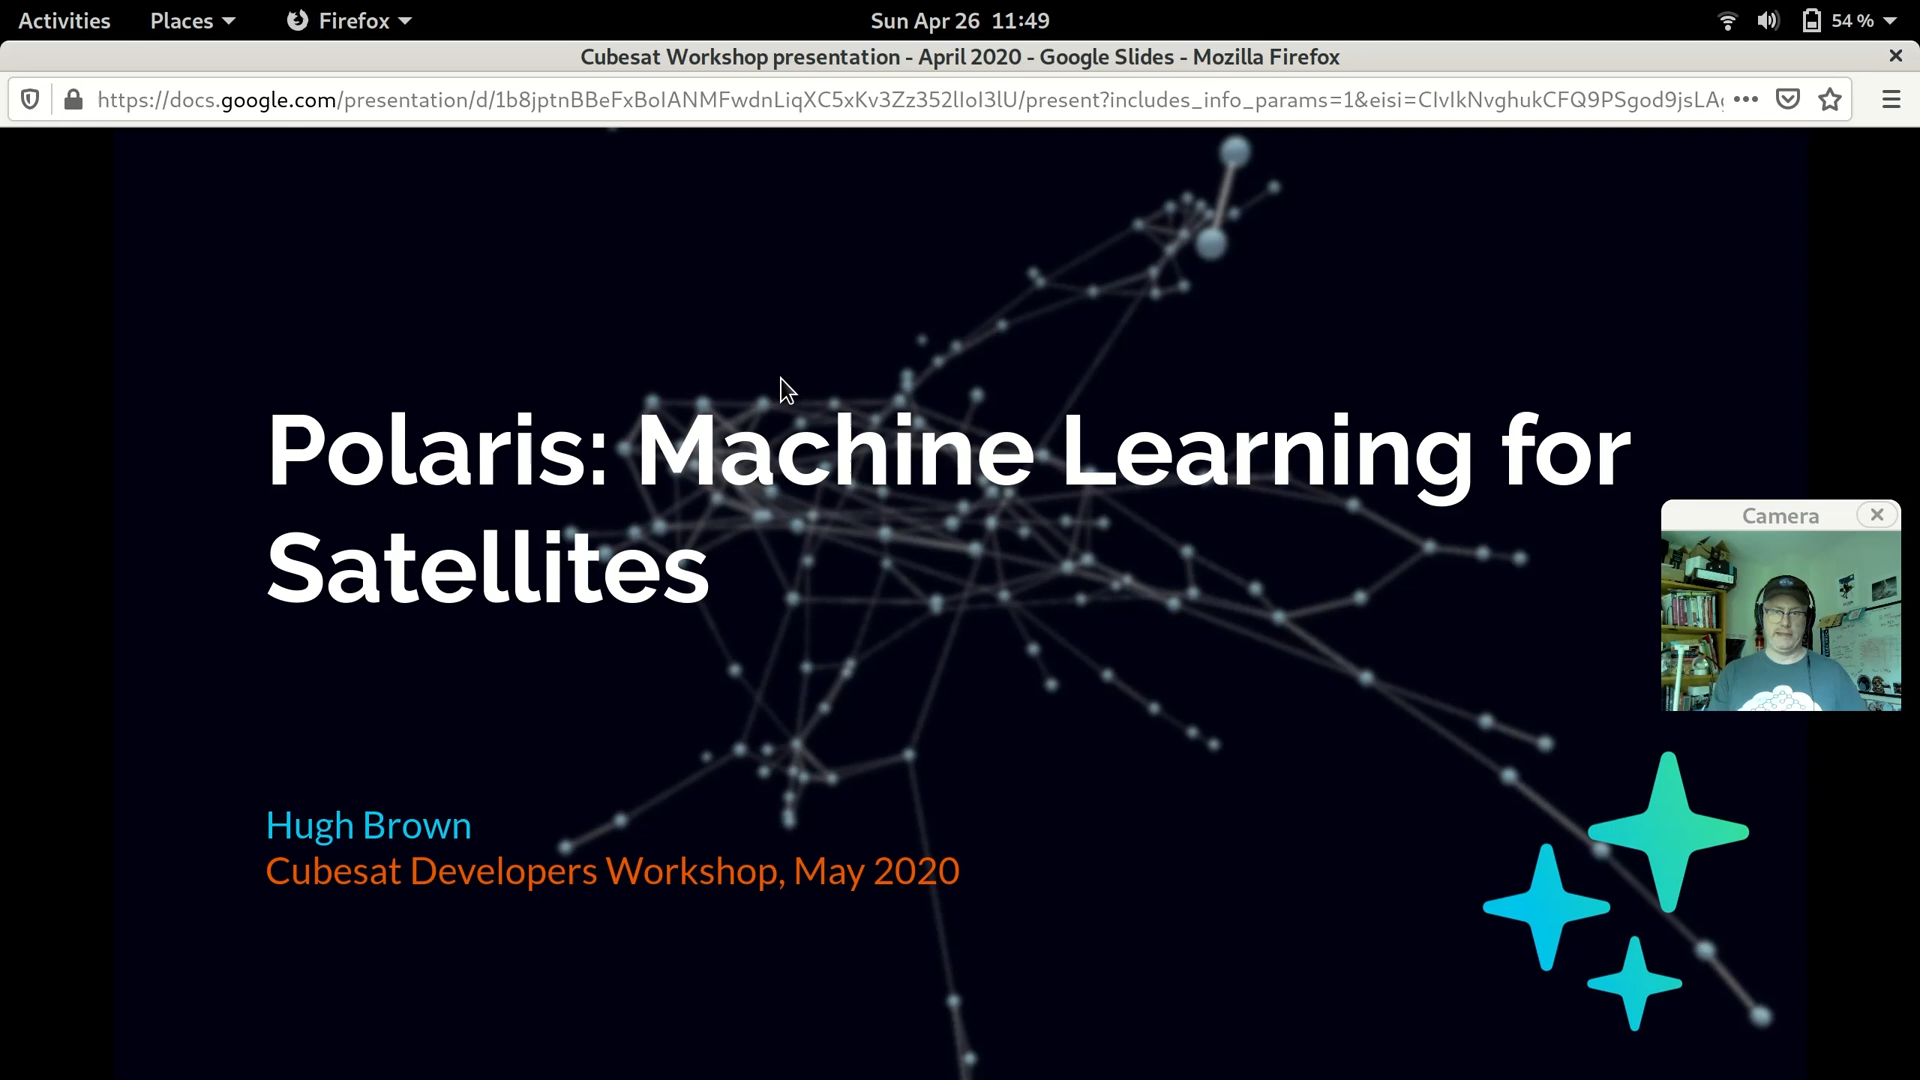 Activities Places Firefox Sun Apr 26 11:49 54 %
Cubesat Workshop presentation - April 2020 - Google Slides - Mozilla Firefox
https://docs.google.com/presentation/d/1b8jptnBBeFxBoIANMFwdnLiqXC5xKv3Zz352lIoI3lU/present?includes_info_params=1&eisi=CIvIkNvghukCFQ9PSgod9jsLA
Polaris: Machine Learning for
Satellites
Camera
Hugh Brown
Cubesat Developers Workshop, May 2020